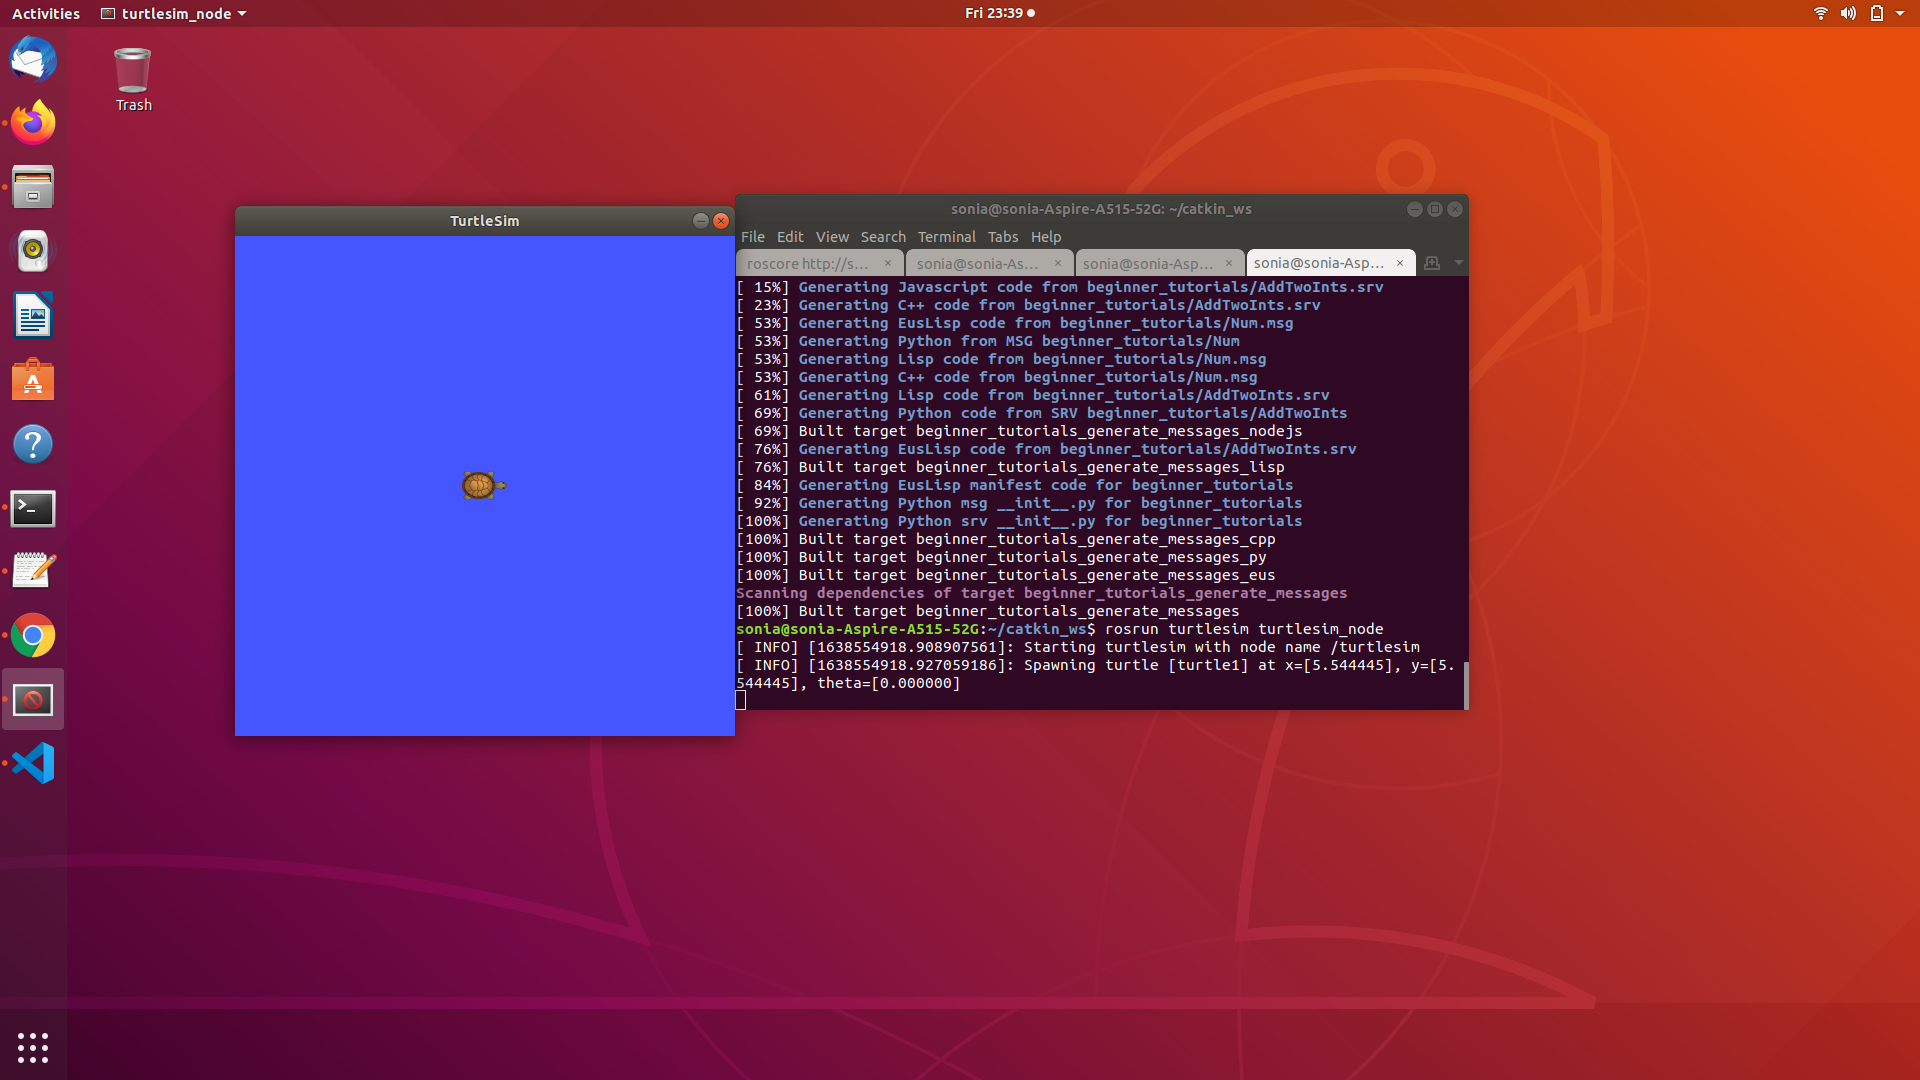 Activities
turtlesim_node
Fri 23:39
Trash
TurtleSim
sonia@sonia-Aspire-A515-52G: ~/catkin_ws
File Edit View Search Terminal Tabs Help
roscore http://s... × sonia@sonia-As... × sonia@sonia-Asp... × sonia@sonia-Asp... ×
[ 15%] Generating Javascript code from beginner_tutorials/AddTwoInts.srv
[ 23%] Generating C++ code from beginner_tutorials/AddTwoInts.srv
[ 53%] Generating EusLisp code from beginner_tutorials/Num.msg
[ 53%] Generating Python from MSG beginner_tutorials/Num
[ 53%] Generating Lisp code from beginner_tutorials/Num.msg
[ 53%] Generating C++ code from beginner_tutorials/Num.msg
[ 61%] Generating Lisp code from beginner_tutorials/AddTwoInts.srv
[ 69%] Generating Python code from SRV beginner_tutorials/AddTwoInts
[ 69%] Built target beginner_tutorials_generate_messages_nodejs
[ 76%] Generating EusLisp code from beginner_tutorials/AddTwoInts.srv
[ 76%] Built target beginner_tutorials_generate_messages_lisp
[ 84%] Generating EusLisp manifest code for beginner_tutorials
[ 92%] Generating Python msg __init__.py for beginner_tutorials
[100%] Generating Python srv __init__.py for beginner_tutorials
[100%] Built target beginner_tutorials_generate_messages_cpp
[100%] Built target beginner_tutorials_generate_messages_py
[100%] Built target beginner_tutorials_generate_messages_eus
Scanning dependencies of target beginner_tutorials_generate_messages
[100%] Built target beginner_tutorials_generate_messages
sonia@sonia-Aspire-A515-52G:~/catkin_ws$ rosrun turtlesim turtlesim_node
[ INFO] [1638554918.908907561]: Starting turtlesim with node name /turtlesim
[ INFO] [1638554918.927059186]: Spawning turtle [turtle1] at x=[5.544445], y=[5.
544445], theta=[0.000000]